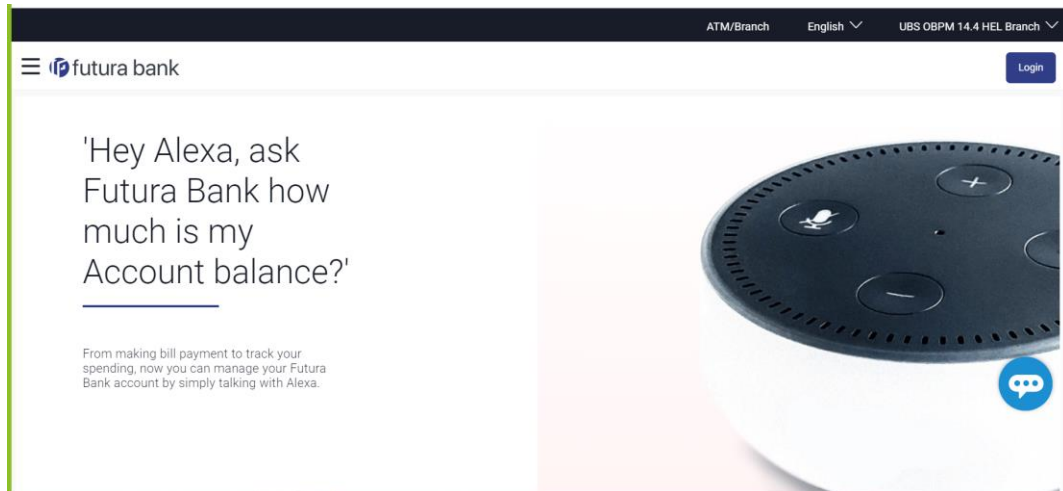 ATM/Branch English UBS OBPM 14.4 HEL Branch
futura bank
Login
'Hey Alexa, ask
Futura Bank how
much is my
Account balance?'
From making bill payment to track your
spending, now you can manage your Futura
Bank account by simply talking with Alexa.